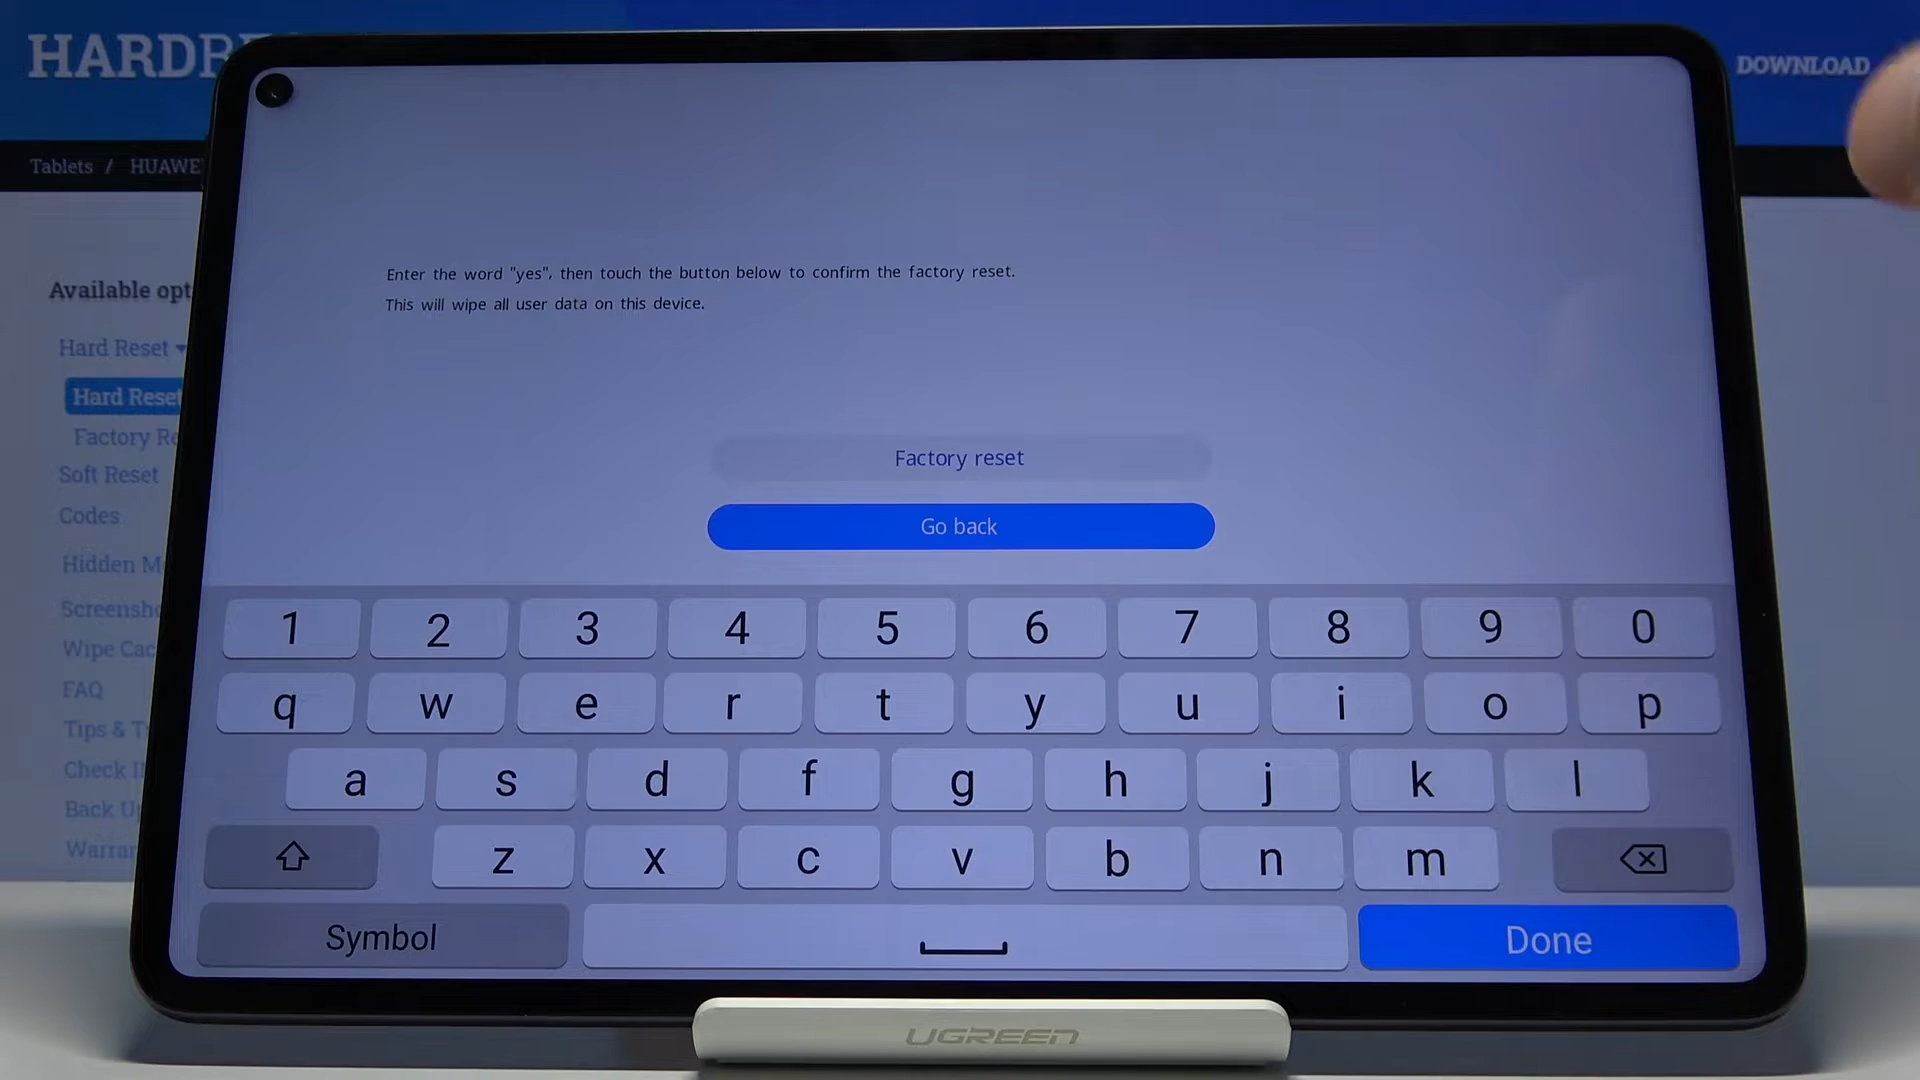 HARDR
DOWNLOAD
Tablets / HUAWE
Available opt
Hard Reset
Hard Reset
Factory Re
Soft Reset
Codes
Hidden M
Screensho
Wipe Cac
FAQ
Tips & T
Check I
Back U
Warran
Enter the word "yes", then touch the button below to confirm the factory reset.
This will wipe all user data on this device.
Factory reset
Go back
1 2 3 4 5 6 7 8 9 0
q w e r t y u i o p
a s d f g h j k l
z x c v b n m
Symbol Done
UGREEN